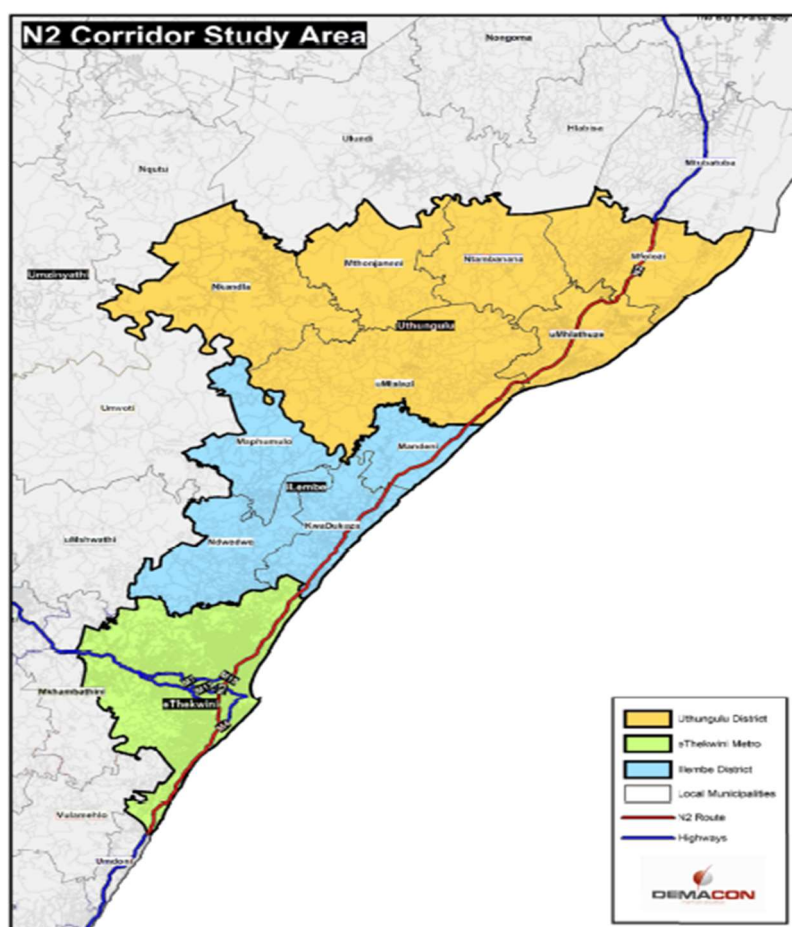 N2 Corridor Study Area
Nongoma
Ulundi
Hlabisa
Nqutu
Mtubatuba
Umzinyathi
Mthonjaneni
Ntambanana
Mfolozi
Nkandla
Uthungulu
uMhlathuze
uMlalazi
Umvoti
Maphumulo
Mandeni
ILembe
KwaDukuza
uMshwathi
Ndwedwe
Mkhambathini
eThekwini
Vulamehlo
Umdoni
Uthungulu District
eThekwini Metro
Illembe District
Local Municipalities
N2 Route
Highways
DEMACON